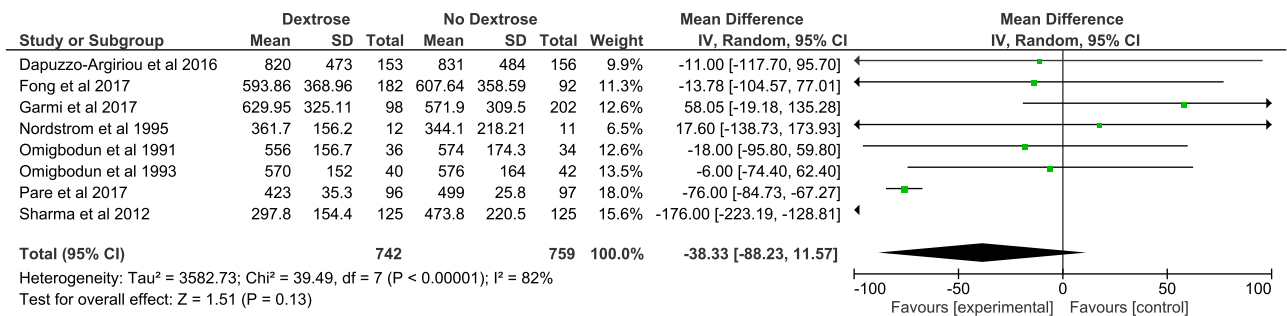 Dextrose No Dextrose Mean Difference Mean Difference
Study or Subgroup Mean SD Total Mean SD Total Weight IV, Random, 95% CI IV, Random, 95% CI
Dapuzzo-Argiriou et al 2016 820 473 153 831 484 156 9.9% -11.00 [-117.70, 95.70]
Fong et al 2017 593.86 368.96 182 607.64 358.59 92 11.3% -13.78 [-104.57, 77.01]
Garmi et al 2017 629.95 325.11 98 571.9 309.5 202 12.6% 58.05 [-19.18, 135.28]
Nordstrom et al 1995 361.7 156.2 12 344.1 218.21 11 6.5% 17.60 [-138.73, 173.93]
Omigbodun et al 1991 556 156.7 36 574 174.3 34 12.6% -18.00 [-95.80, 59.80]
Omigbodun et al 1993 570 152 40 576 164 42 13.5% -6.00 [-74.40, 62.40]
Pare et al 2017 423 35.3 96 499 25.8 97 18.0% -76.00 [-84.73, -67.27]
Sharma et al 2012 297.8 154.4 125 473.8 220.5 125 15.6% -176.00 [-223.19, -128.81]
Total (95% CI) 742 759 100.0% -38.33 [-88.23, 11.57]
Heterogeneity: Tau² = 3582.73; Chi² = 39.49, df = 7 (P < 0.00001); I² = 82%
Test for overall effect: Z = 1.51 (P = 0.13)
-100 -50 0 50 100
Favours [experimental] Favours [control]